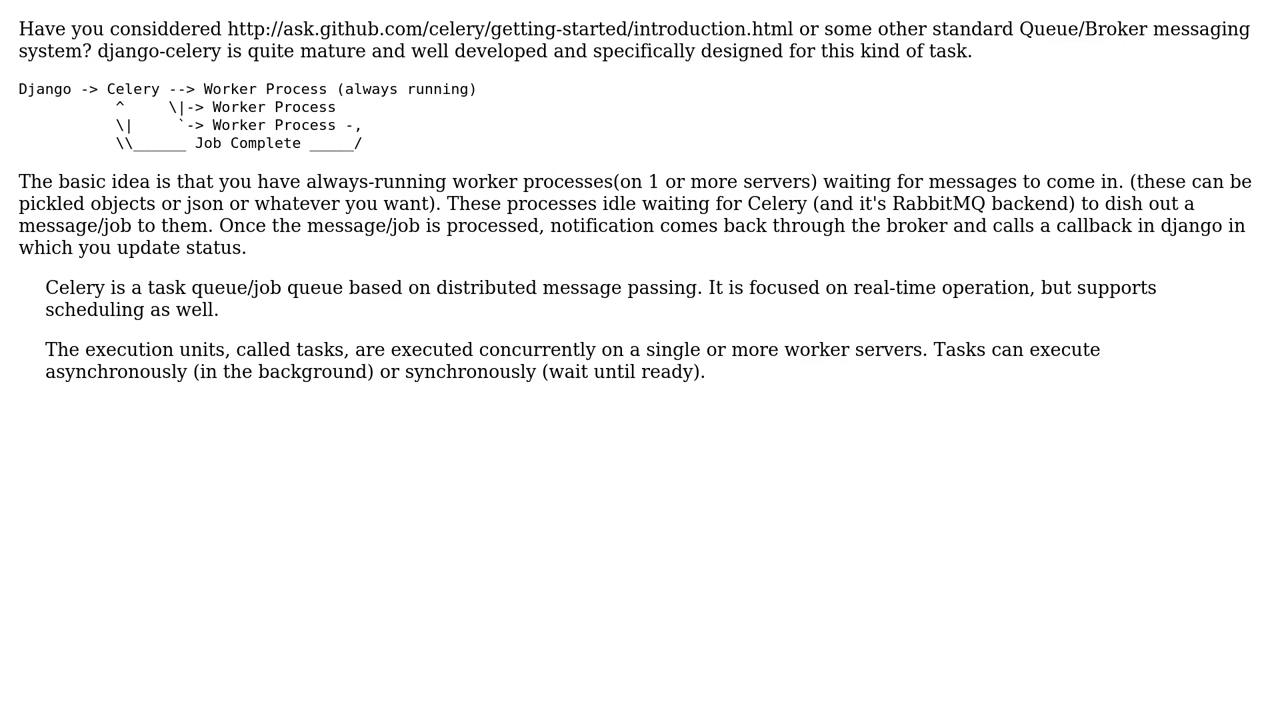 Have you considdered http://ask.github.com/celery/getting-started/introduction.html or some other standard Queue/Broker messaging
system? django-celery is quite mature and well developed and specifically designed for this kind of task.
Django -> Celery --> Worker Process (always running)
           ^     \|-> Worker Process
           \|     `-> Worker Process -,
           \\______ Job Complete _____/
The basic idea is that you have always-running worker processes(on 1 or more servers) waiting for messages to come in. (these can be
pickled objects or json or whatever you want). These processes idle waiting for Celery (and it's RabbitMQ backend) to dish out a
message/job to them. Once the message/job is processed, notification comes back through the broker and calls a callback in django in
which you update status.
Celery is a task queue/job queue based on distributed message passing. It is focused on real-time operation, but supports
scheduling as well.
The execution units, called tasks, are executed concurrently on a single or more worker servers. Tasks can execute
asynchronously (in the background) or synchronously (wait until ready).